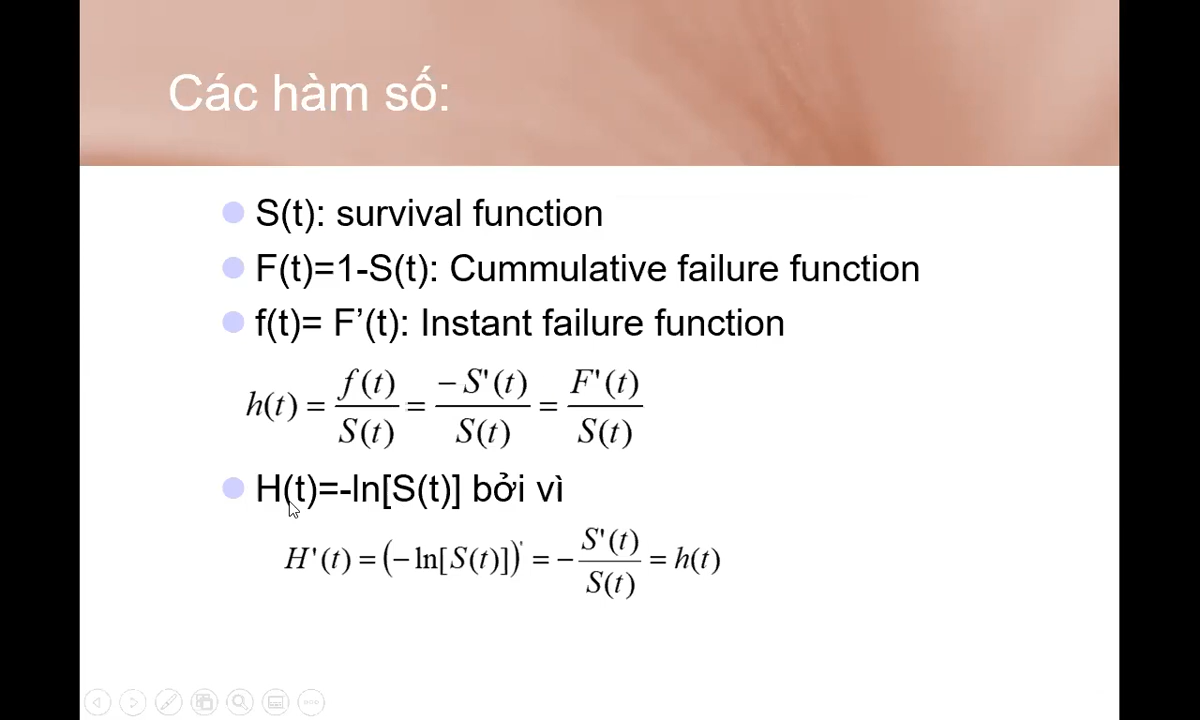 Các hàm số:
S(t): survival function
F(t)=1-S(t): Cummulative failure function
f(t)= F’(t): Instant failure function
h(t) = f(t)/S(t) = −S'(t)/S(t) = F'(t)/S(t)
H(t)=-ln[S(t)] bởi vì
H'(t) = (−ln[S(t)])' = −S'(t)/S(t) = h(t)